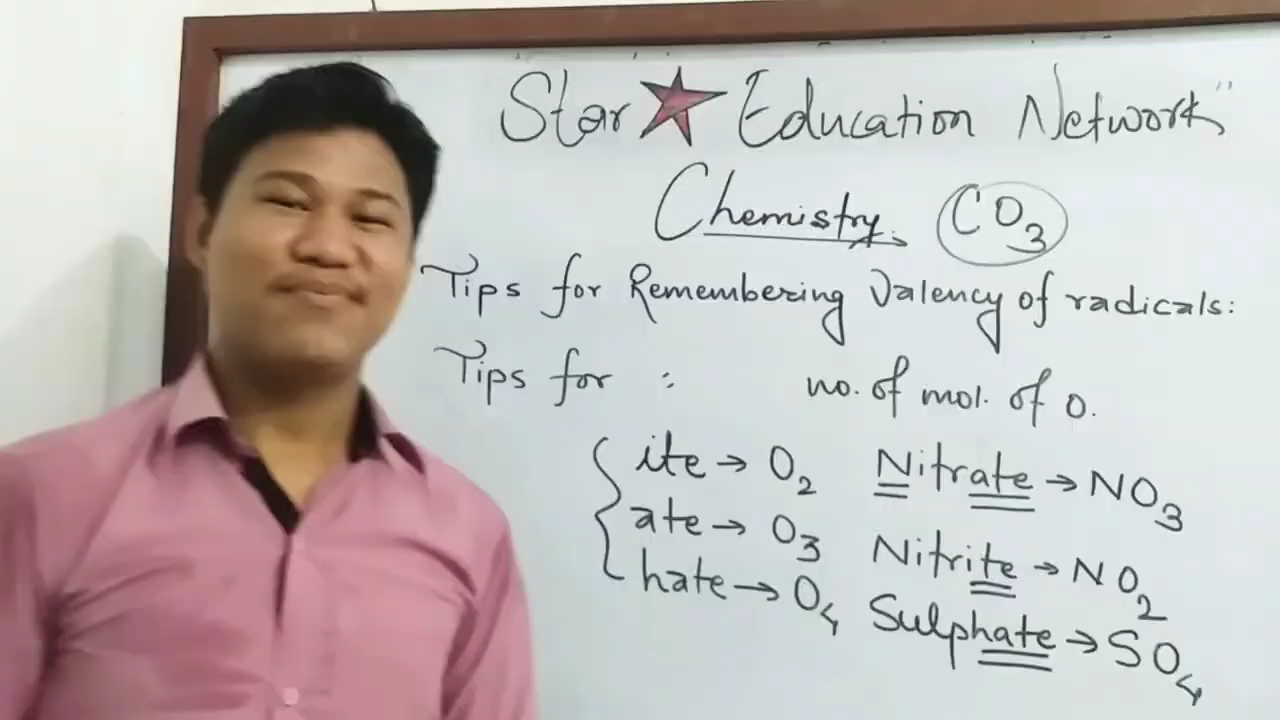 Star Education Network"
Chemistry. CO3
Tips for Remembering Valency of radicals:
Tips for : no. of mol. of O.
ite → O2 Nitrate → NO3
ate → O3 Nitrite → NO2
hate → O4 Sulphate → SO4